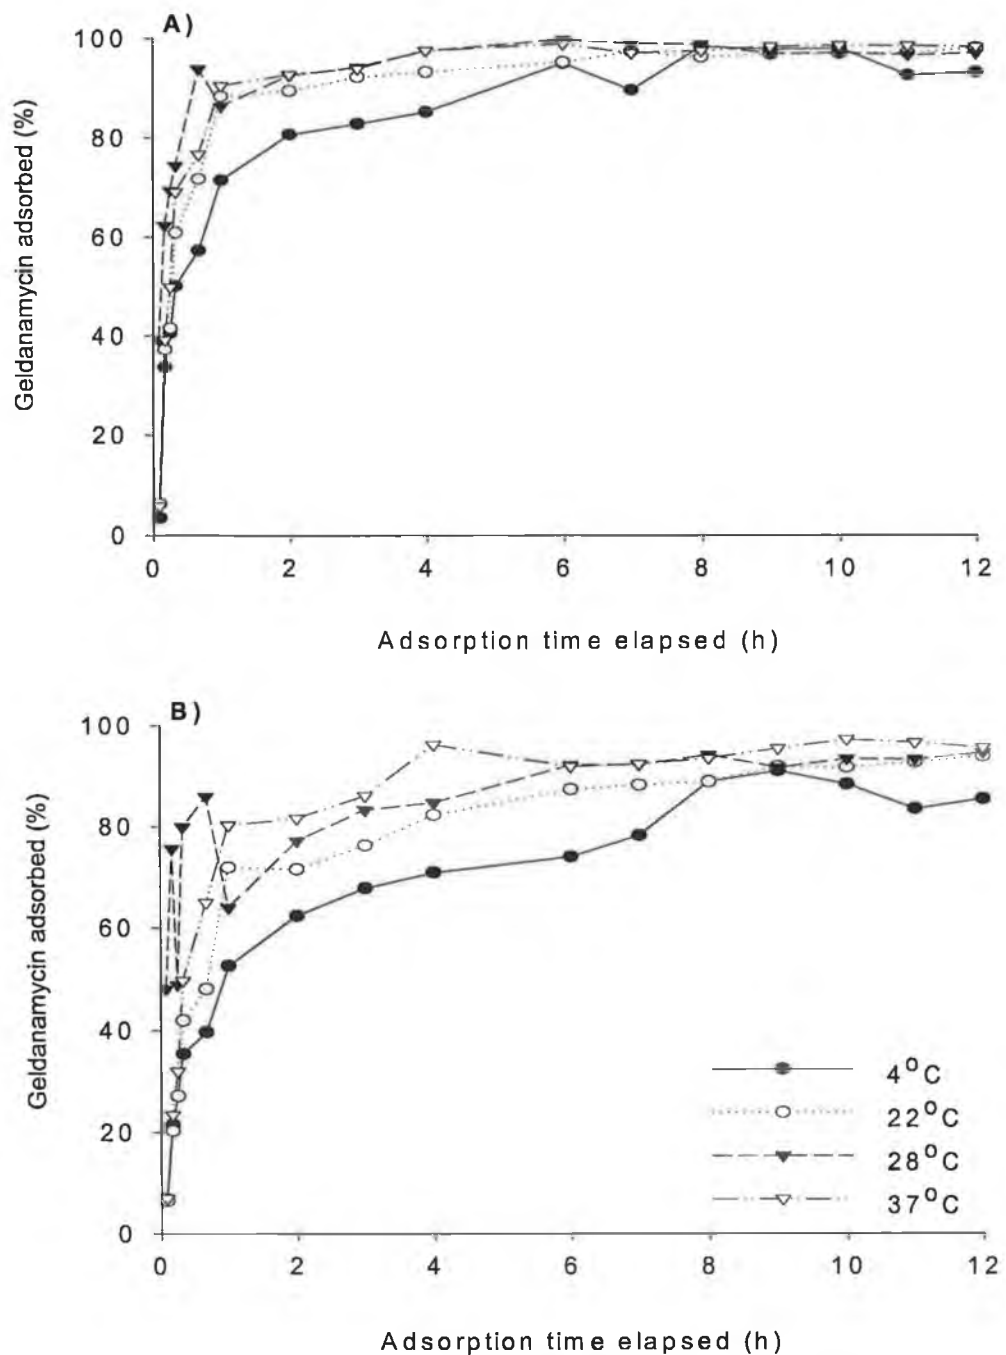 A)
100
80
60
40
20
0
Geldanamycin adsorbed (%)
0 2 4 6 8 10 12
Adsorption time elapsed (h)
B)
100
80
60
40
20
0
Geldanamycin adsorbed (%)
4°C
22°C
28°C
37°C
0 2 4 6 8 10 12
Adsorption time elapsed (h)